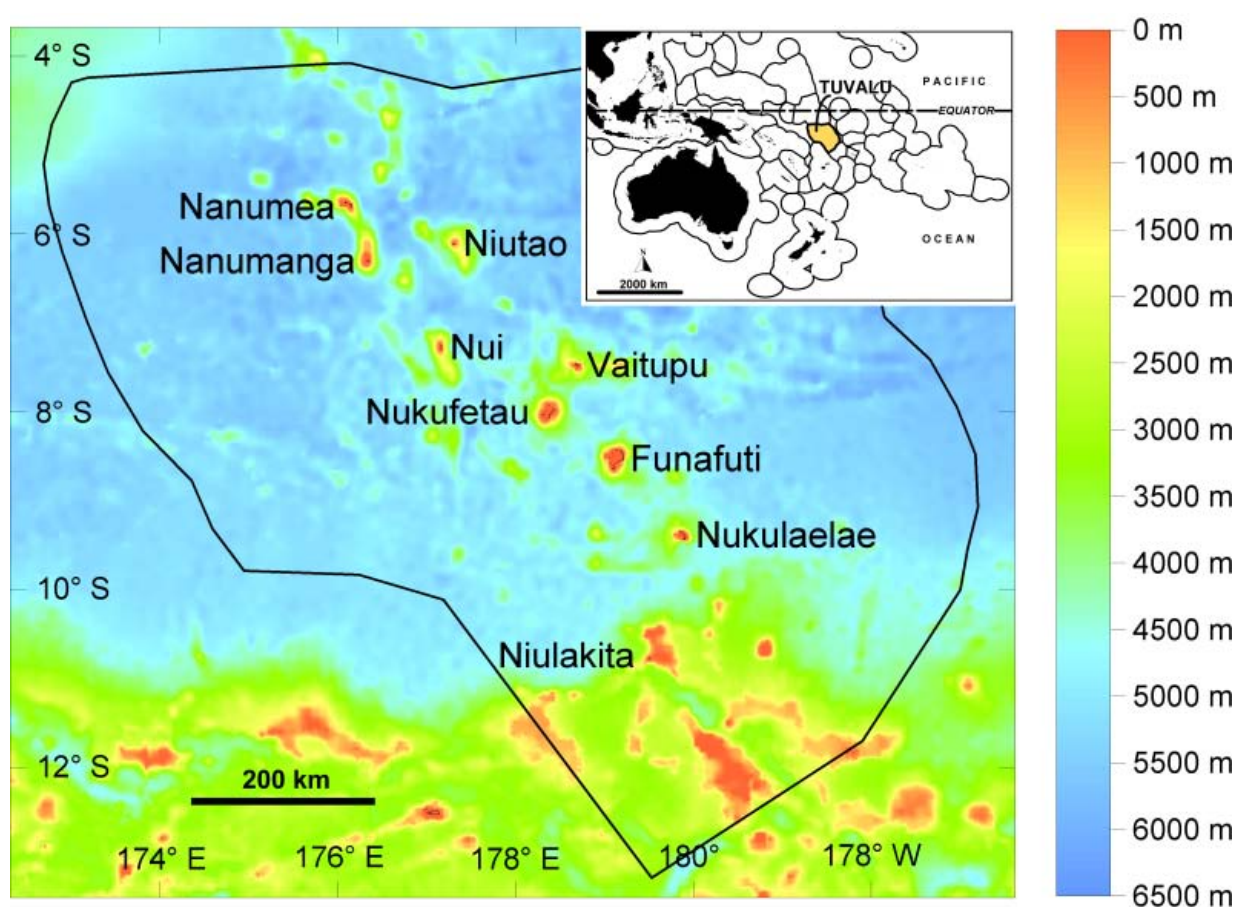 4° S
6° S
8° S
10° S
12° S
174° E
176° E
178° E
180°
178° W
Nanumea
Nanumanga
Niutao
Nui
Vaitupu
Nukufetau
Funafuti
Nukulaelae
Niulakita
200 km
TUVALU
PACIFIC
EQUATOR
OCEAN
N
2000 km
0 m
500 m
1000 m
1500 m
2000 m
2500 m
3000 m
3500 m
4000 m
4500 m
5000 m
5500 m
6000 m
6500 m